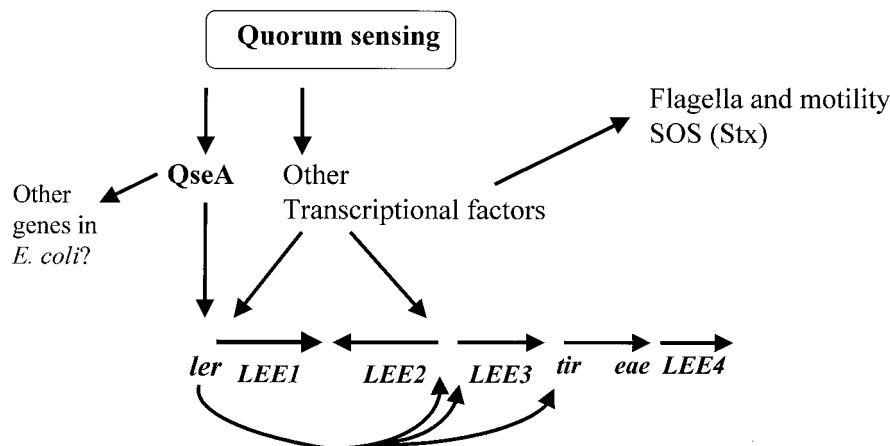 Quorum sensing
Flagella and motility
SOS (Stx)
QseA
Other
Transcriptional factors
Other
genes in
E. coli?
ler LEE1 LEE2 LEE3 tir eae LEE4